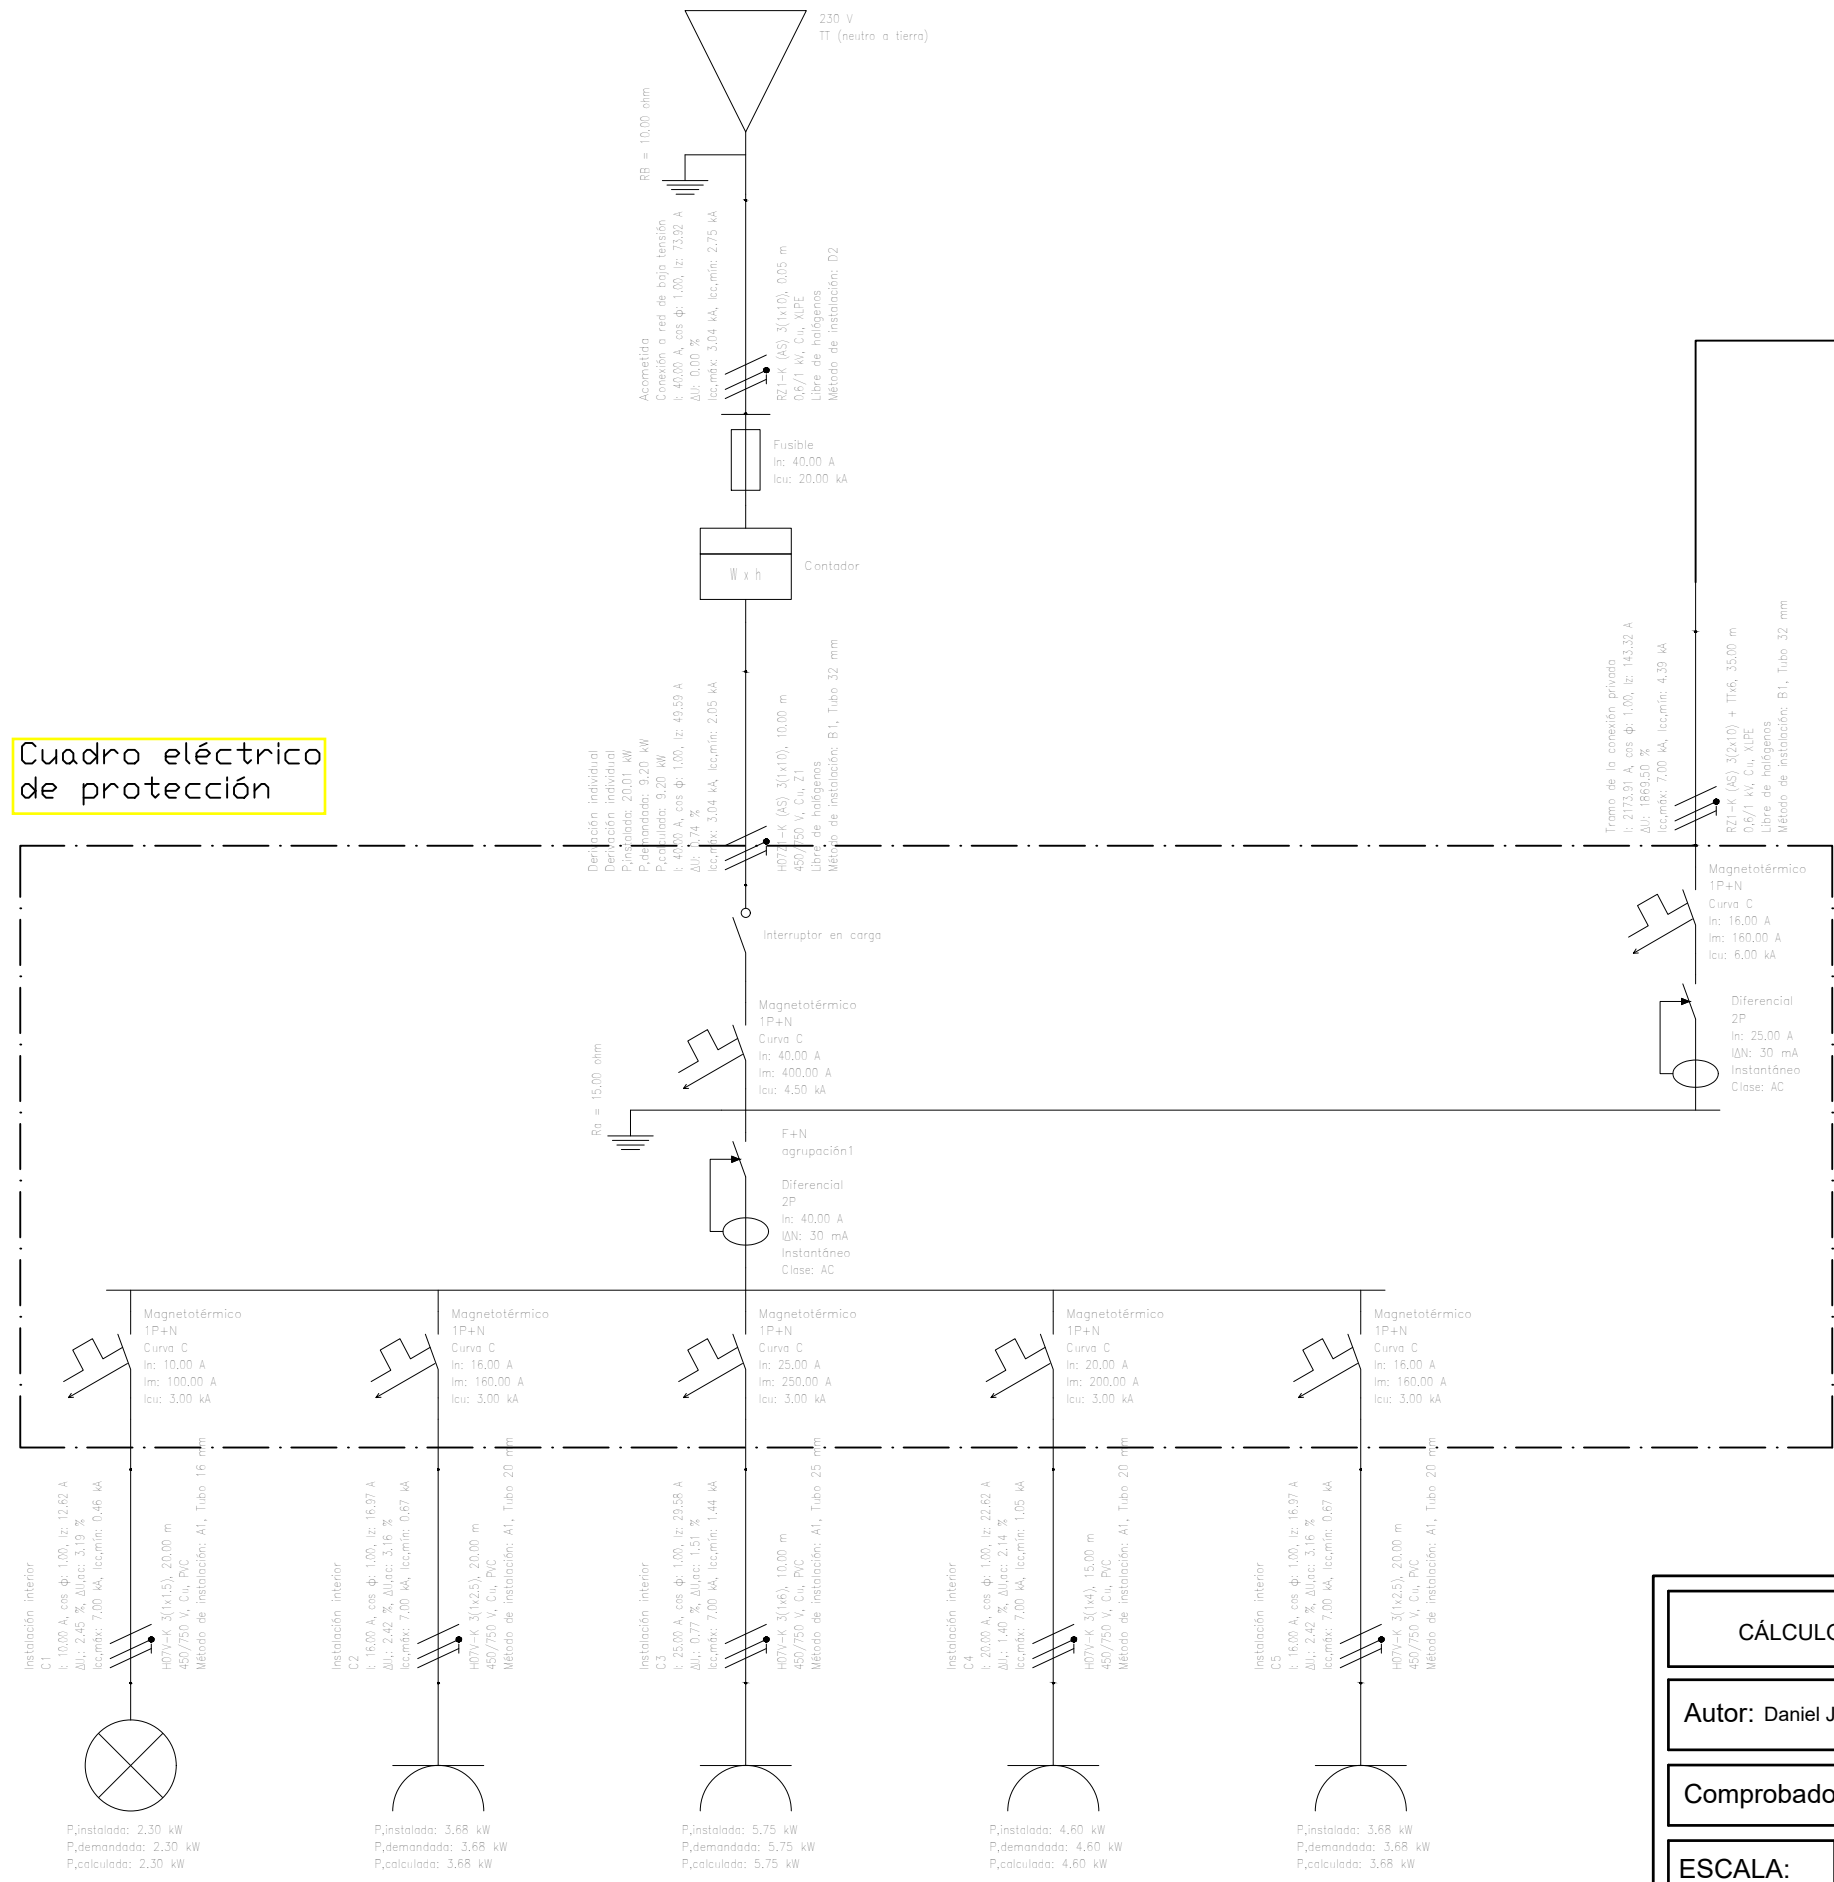 230 V
TT (neutro a tierra)
RB = 10.00 ohm
Acometida
Conexión a red de baja tensión
I: 40.00 A, cos φ: 1.00, Iz: 73.92 A
ΔU: 0.00 %
Icc,máx: 3.04 kA, Icc,mín: 2.75 kA
RZ1-K (AS) 3(1x10), 0.05 m
0,6/1 kV, Cu, XLPE
Libre de halógenos
Método de instalación: D2
Fusible
In: 40.00 A
Icu: 20.00 kA
W x h
Contador
Derivación individual
Derivación individual
P,instalada: 20.01 kW
P,demandada: 9.20 kW
P,calculada: 9.20 kW
I: 40.00 A, cos φ: 1.00, Iz: 49.59 A
ΔU: 0.74 %
Icc,máx: 3.04 kA, Icc,mín: 2.05 kA
H07Z1-K (AS) 3(1x10), 10.00 m
450/750 V, Cu, Z1
Libre de halógenos
Método de instalación: B1, Tubo 32 mm
Tramo de la conexión privada
I: 2173.91 A, cos φ: 1.00, Iz: 143.32 A
ΔU: 1869.50 %
Icc,máx: 7.00 kA, Icc,mín: 4.39 kA
RZ1-K (AS) 3(2x10) + TTx6, 35.00 m
0,6/1 kV, Cu, XLPE
Libre de halógenos
Método de instalación: B1, Tubo 32 mm
Cuadro eléctrico
de protección
Magnetotérmico
1P+N
Curva C
In: 16.00 A
Im: 160.00 A
Icu: 6.00 kA
Interruptor en carga
Diferencial
2P
In: 25.00 A
IΔN: 30 mA
Instantáneo
Clase: AC
Magnetotérmico
1P+N
Curva C
In: 40.00 A
Im: 400.00 A
Icu: 4.50 kA
Ra = 15.00 ohm
F+N
agrupación1
Diferencial
2P
In: 40.00 A
IΔN: 30 mA
Instantáneo
Clase: AC
Magnetotérmico
1P+N
Curva C
In: 10.00 A
Im: 100.00 A
Icu: 3.00 kA
Magnetotérmico
1P+N
Curva C
In: 16.00 A
Im: 160.00 A
Icu: 3.00 kA
Magnetotérmico
1P+N
Curva C
In: 25.00 A
Im: 250.00 A
Icu: 3.00 kA
Magnetotérmico
1P+N
Curva C
In: 20.00 A
Im: 200.00 A
Icu: 3.00 kA
Magnetotérmico
1P+N
Curva C
In: 16.00 A
Im: 160.00 A
Icu: 3.00 kA
Instalación interior
C1
I: 10.00 A, cos φ: 1.00, Iz: 12.62 A
ΔU,: 2.45 %, ΔU,ac: 3.19 %
Icc,máx: 7.00 kA, Icc,mín: 0.46 kA
H07V-K 3(1x1.5), 20.00 m
450/750 V, Cu, PVC
Método de instalación: A1, Tubo 16 mm
Instalación interior
C2
I: 16.00 A, cos φ: 1.00, Iz: 16.97 A
ΔU,: 2.42 %, ΔU,ac: 3.16 %
Icc,máx: 7.00 kA, Icc,mín: 0.67 kA
H07V-K 3(1x2.5), 20.00 m
450/750 V, Cu, PVC
Método de instalación: A1, Tubo 20 mm
Instalación interior
C3
I: 25.00 A, cos φ: 1.00, Iz: 29.58 A
ΔU,: 0.77 %, ΔU,ac: 1.51 %
Icc,máx: 7.00 kA, Icc,mín: 1.44 kA
H07V-K 3(1x6), 10.00 m
450/750 V, Cu, PVC
Método de instalación: A1, Tubo 25 mm
Instalación interior
C4
I: 20.00 A, cos φ: 1.00, Iz: 22.62 A
ΔU,: 1.40 %, ΔU,ac: 2.14 %
Icc,máx: 7.00 kA, Icc,mín: 1.05 kA
H07V-K 3(1x4), 15.00 m
450/750 V, Cu, PVC
Método de instalación: A1, Tubo 20 mm
Instalación interior
C5
I: 16.00 A, cos φ: 1.00, Iz: 16.97 A
ΔU,: 2.42 %, ΔU,ac: 3.16 %
Icc,máx: 7.00 kA, Icc,mín: 0.67 kA
H07V-K 3(1x2.5), 20.00 m
450/750 V, Cu, PVC
Método de instalación: A1, Tubo 20 mm
P,instalada: 2.30 kW
P,demandada: 2.30 kW
P,calculada: 2.30 kW
P,instalada: 3.68 kW
P,demandada: 3.68 kW
P,calculada: 3.68 kW
P,instalada: 5.75 kW
P,demandada: 5.75 kW
P,calculada: 5.75 kW
P,instalada: 4.60 kW
P,demandada: 4.60 kW
P,calculada: 4.60 kW
P,instalada: 3.68 kW
P,demandada: 3.68 kW
P,calculada: 3.68 kW
CÁLCULO
Autor: Daniel J
Comprobado
ESCALA: